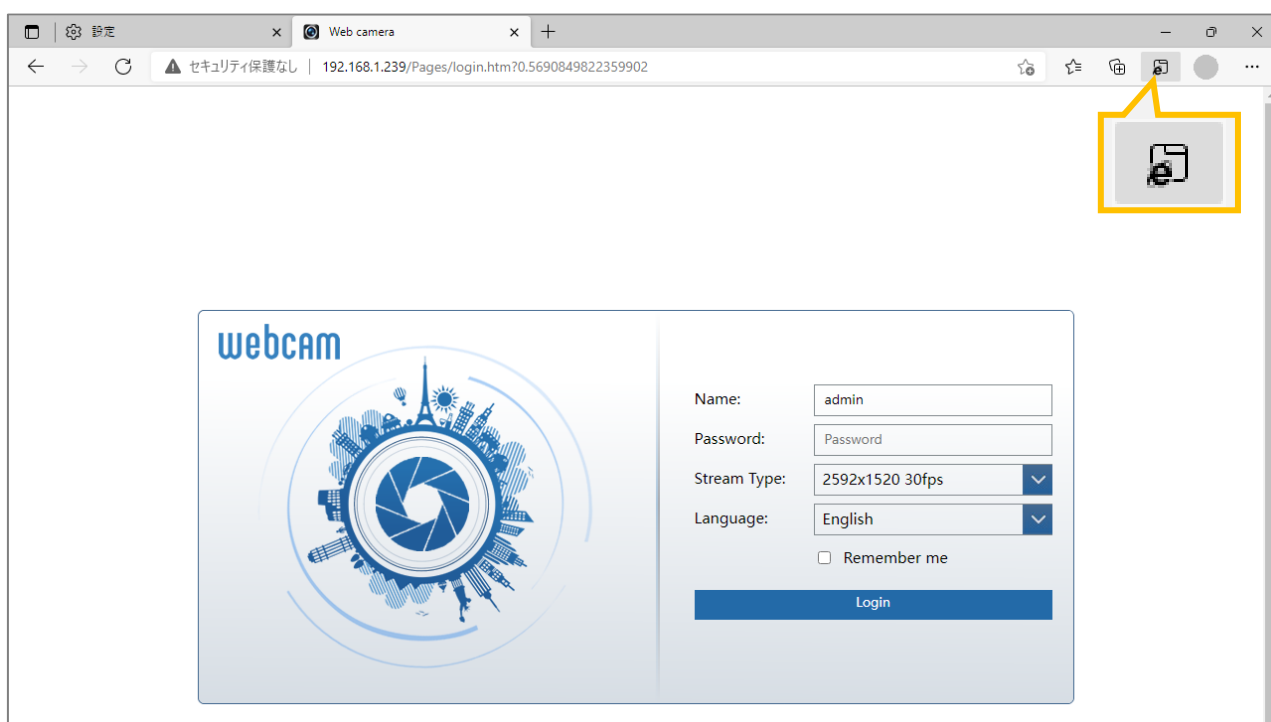 設定
Web camera
セキュリティ保護なし | 192.168.1.239/Pages/login.htm?0.5690849822359902
webcam
Name: admin
Password: Password
Stream Type: 2592x1520 30fps
Language: English
Remember me
Login